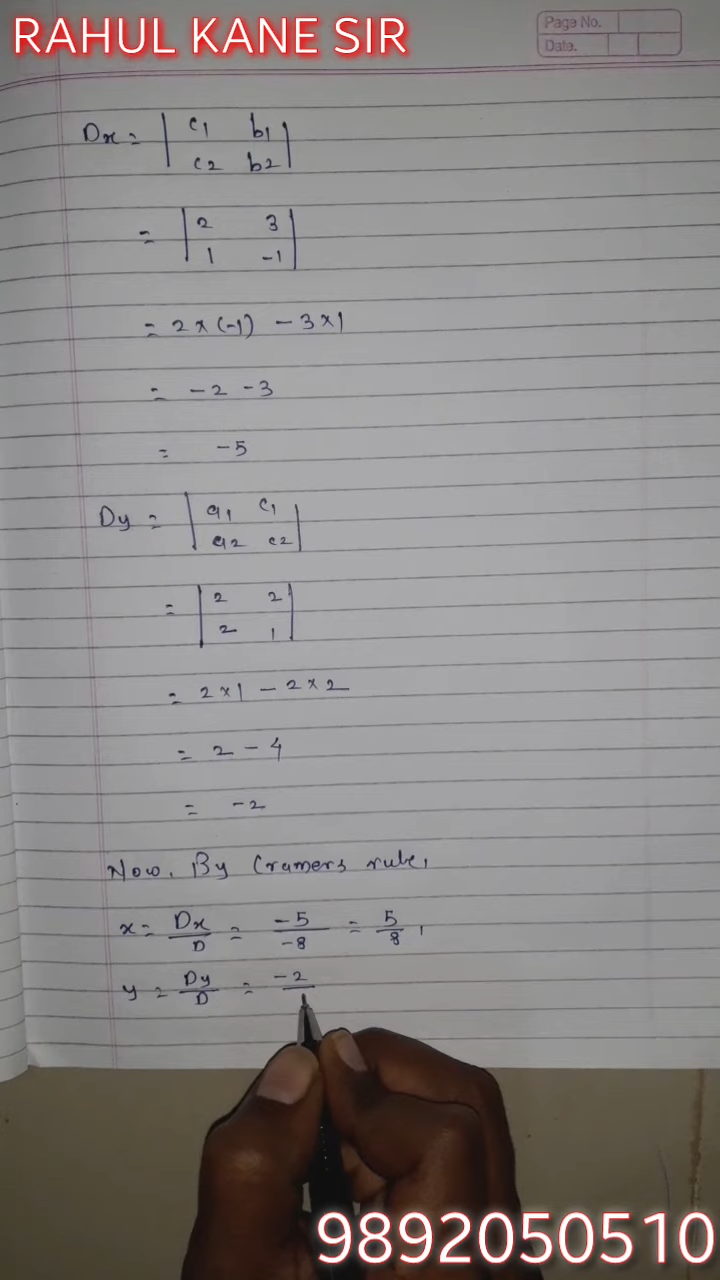 RAHUL KANE SIR
Page No.
Date.
Dx = | c1 b1 |
| c2 b2 |
= | 2 3 |
| 1 -1 |
= 2 × (-1) - 3 × 1
= -2 - 3
= -5
Dy = | a1 c1 |
| a2 c2 |
= | 2 2 |
| 2 1 |
= 2 × 1 - 2 × 2
= 2 - 4
= -2
Now. By Cramers rule,
x = Dx/D = -5/-8 = 5/8,
y = Dy/D = -2/
9892050510